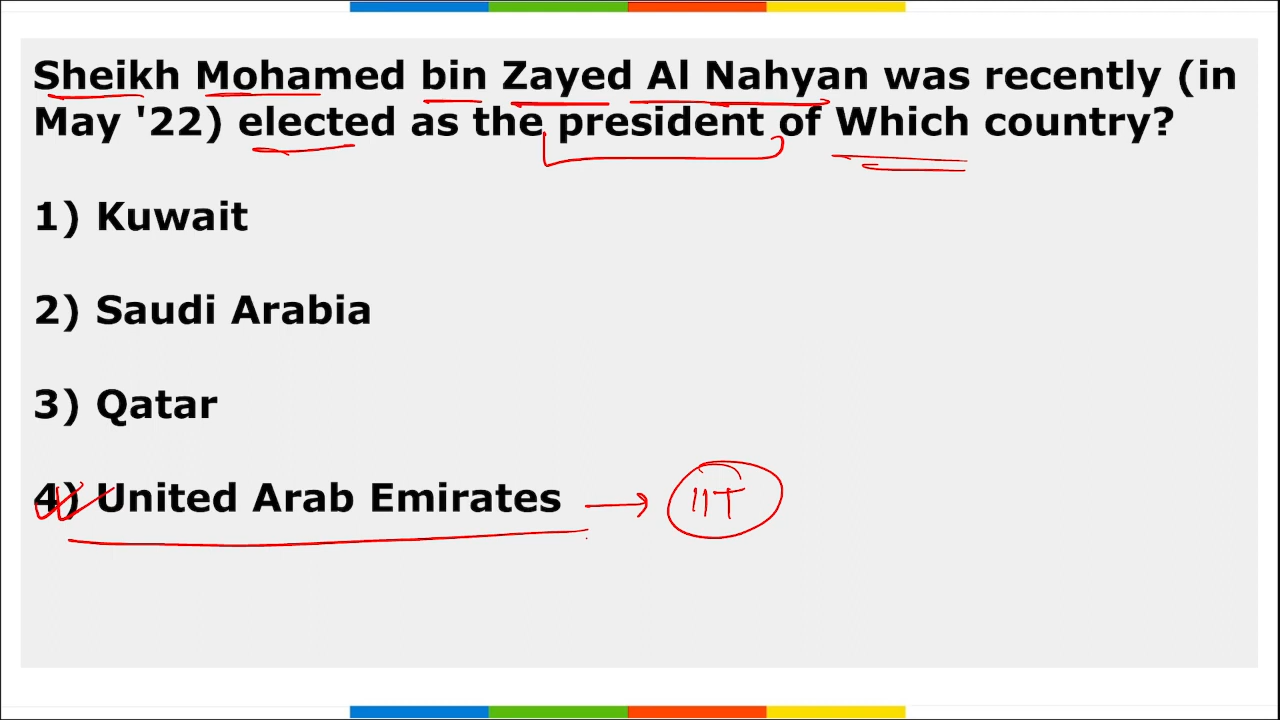 Sheikh Mohamed bin Zayed Al Nahyan was recently (in
May '22) elected as the president of Which country?
1) Kuwait
2) Saudi Arabia
3) Qatar
4) United Arab Emirates → IIT